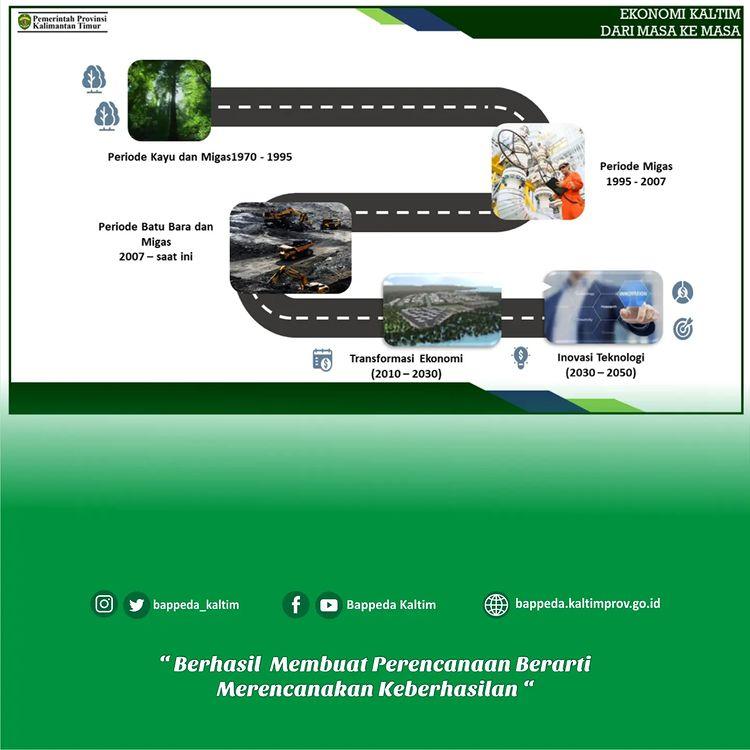 Pemerintah Provinsi
Kalimantan Timur
EKONOMI KALTIM
DARI MASA KE MASA
Periode Kayu dan Migas1970 - 1995
Periode Migas
1995 - 2007
Periode Batu Bara dan
Migas
2007 – saat ini
INNOVATION
Transformasi Ekonomi
(2010 – 2030)
Inovasi Teknologi
(2030 – 2050)
bappeda_kaltim
Bappeda Kaltim
bappeda.kaltimprov.go.id
“ Berhasil Membuat Perencanaan Berarti
Merencanakan Keberhasilan “